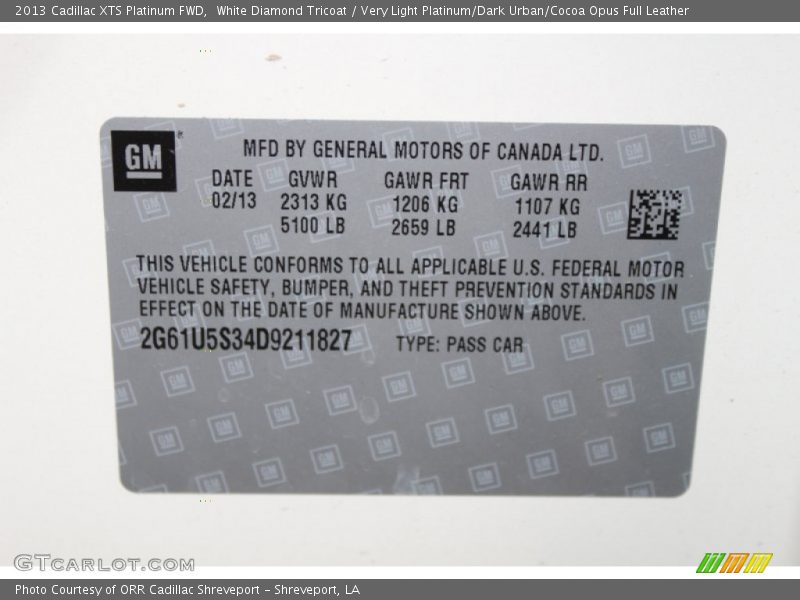 2013 Cadillac XTS Platinum FWD,  White Diamond Tricoat / Very Light Platinum/Dark Urban/Cocoa Opus Full Leather
GM
®
MFD BY GENERAL MOTORS OF CANADA LTD.
DATE GVWR GAWR FRT GAWR RR
02/13 2313 KG 1206 KG 1107 KG
5100 LB 2659 LB 2441 LB
THIS VEHICLE CONFORMS TO ALL APPLICABLE U.S. FEDERAL MOTOR
VEHICLE SAFETY, BUMPER, AND THEFT PREVENTION STANDARDS IN
EFFECT ON THE DATE OF MANUFACTURE SHOWN ABOVE.
2G61U5S34D9211827 TYPE: PASS CAR
GTCarLot.com
Photo Courtesy of ORR Cadillac Shreveport - Shreveport, LA